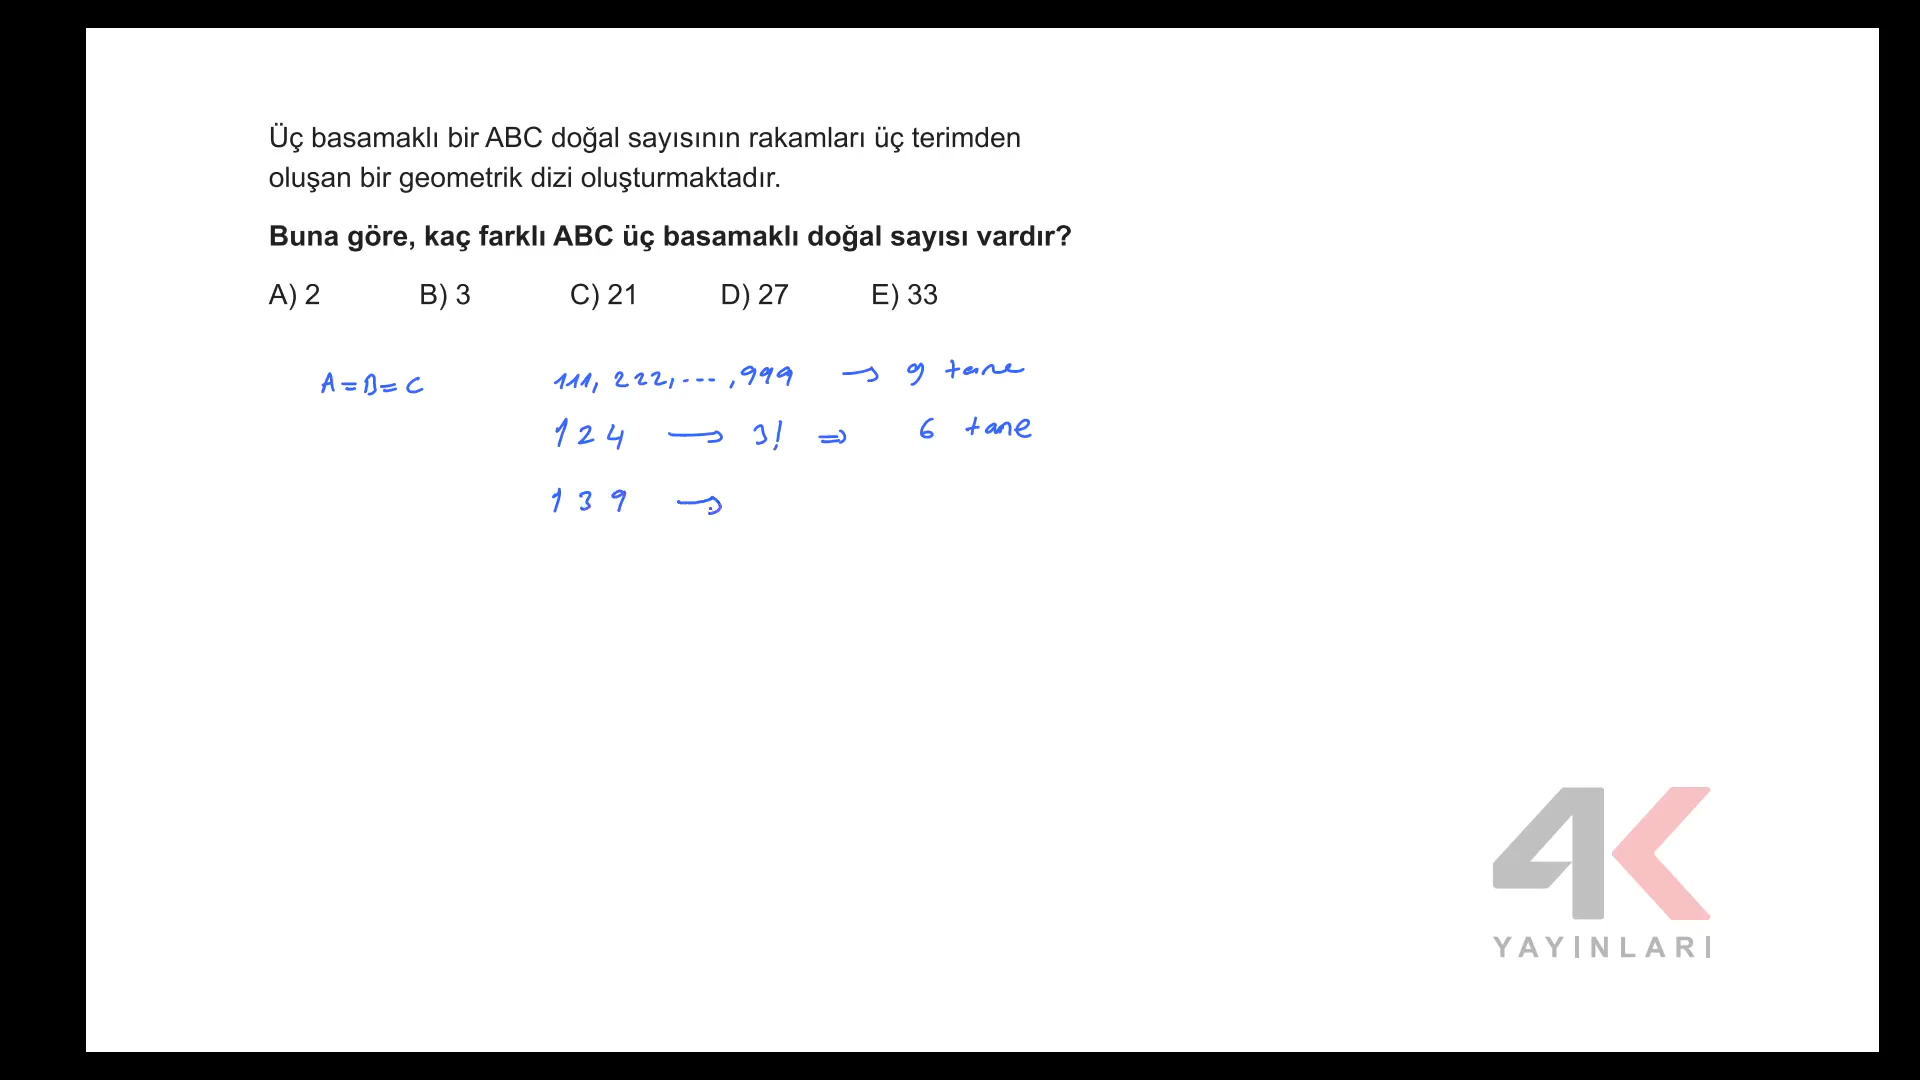 Üç basamaklı bir ABC doğal sayısının rakamları üç terimden
oluşan bir geometrik dizi oluşturmaktadır.
Buna göre, kaç farklı ABC üç basamaklı doğal sayısı vardır?
A) 2 B) 3 C) 21 D) 27 E) 33
A=B=C 111, 222, ..., 999 → 9 tane
124 → 3! ⇒ 6 tane
139 →
4K
YAYINLARI